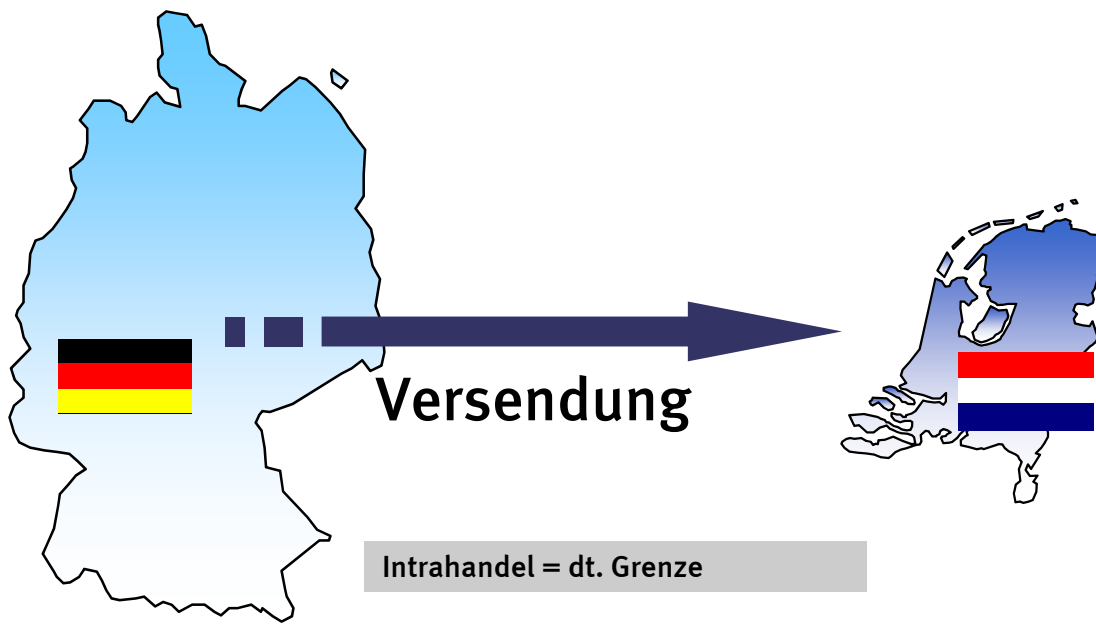 Versendung
Intrahandel = dt. Grenze